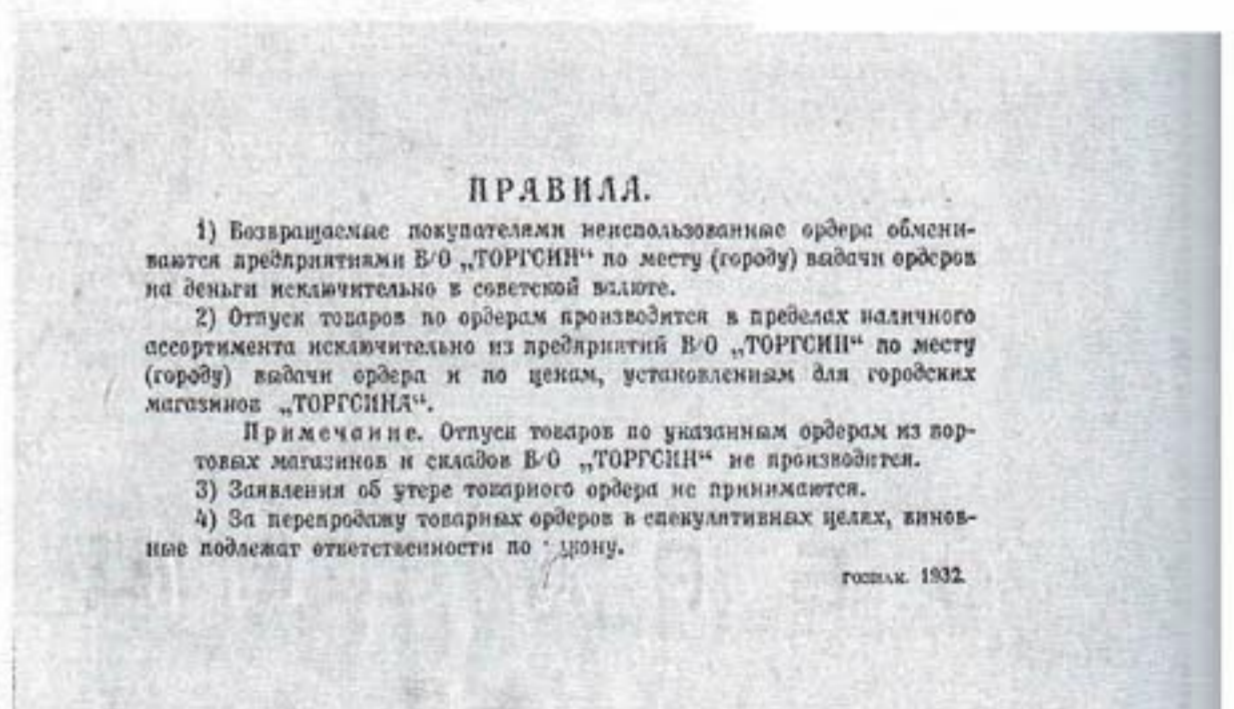 ПРАВИЛА.
1) Возвращаемые покупателями неиспользованные ордера обмени-
ваются предприятиями В/О „ТОРГСИН“ по месту (городу) выдачи ордеров
на деньги исключительно в советской валюте.
2) Отпуск товаров по ордерам производится в пределах наличного
ассортимента исключительно из предприятий В/О „ТОРГСИН“ по месту
(городу) выдачи ордера и по ценам, установленным для городских
магазинов „ТОРГСИНА“.
Примечание. Отпуск товаров по указанным ордерам из пор-
товых магазинов и складов В/О „ТОРГСИН“ не производится.
3) Заявления об утере товарного ордера не принимаются.
4) За перепродажу товарных ордеров в спекулятивных целях, винов-
ные подлежат ответственности по закону.
ГОЗНАК. 1932